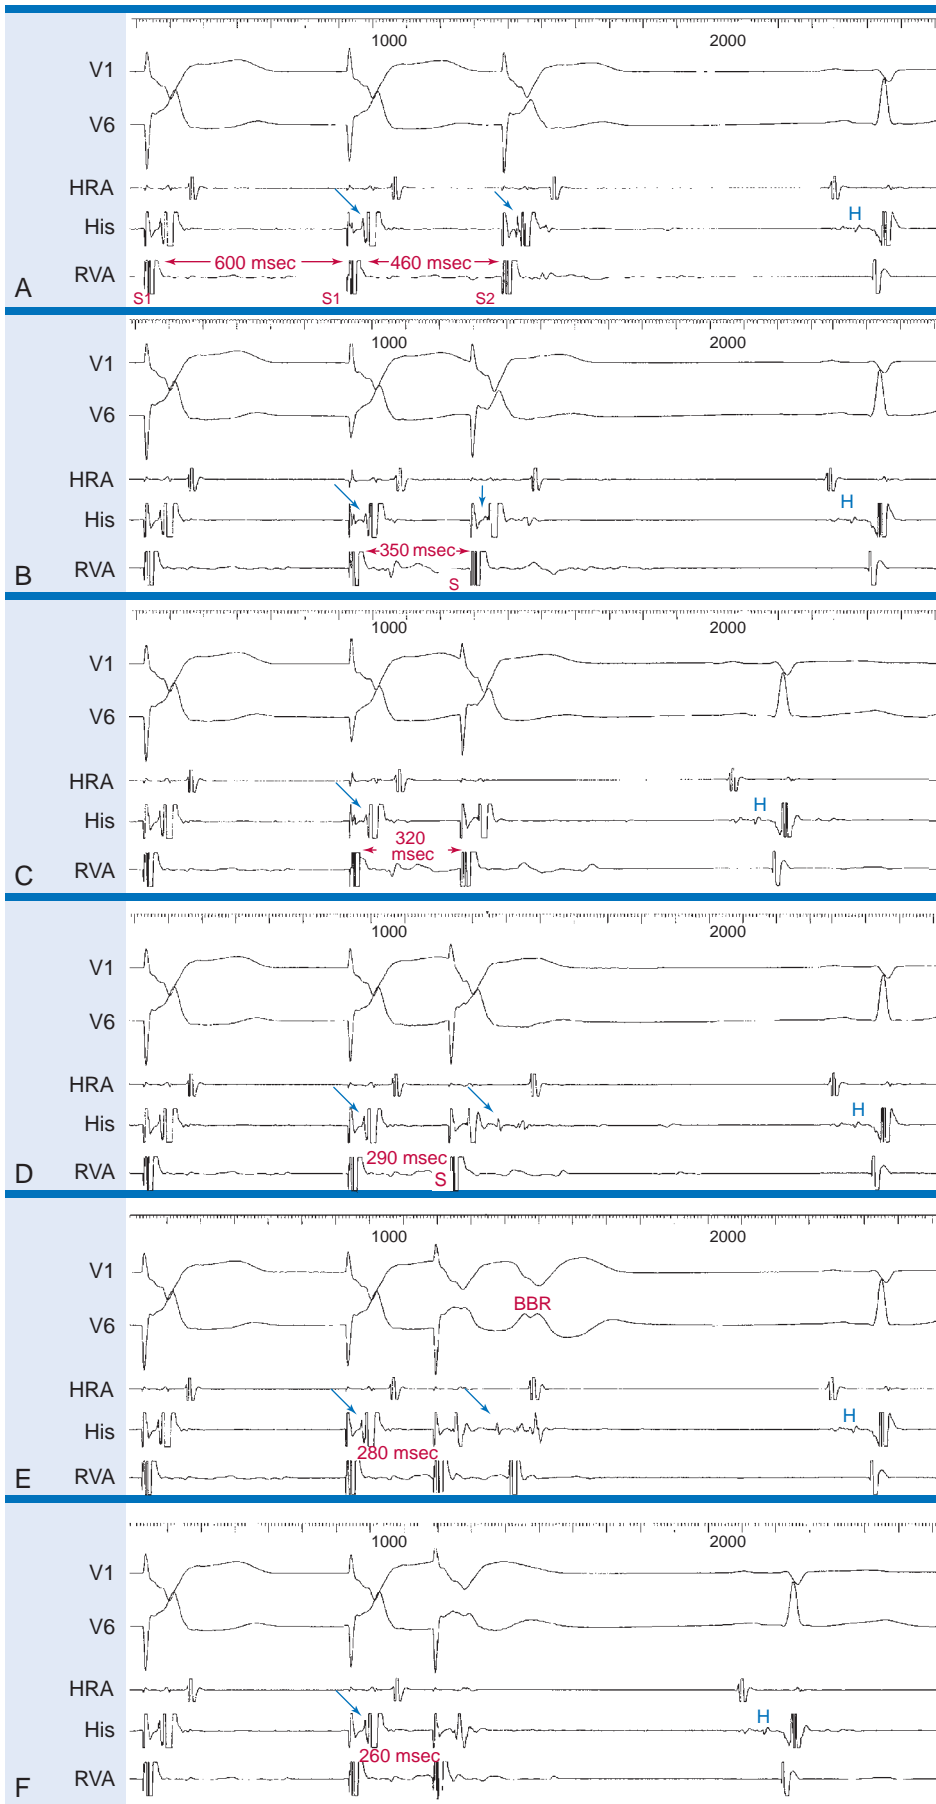 1000 2000
V1
V6
HRA
His H
600 msec 460 msec
A RVA
S1 S1 S2
1000 2000
V1
V6
HRA
His H
350 msec
B RVA S
1000 2000
V1
V6
HRA
His H
320
msec
C RVA
1000 2000
V1
V6
HRA
His H
290 msec
D RVA S
1000 2000
V1
BBR
V6
HRA
His H
280 msec
E RVA
1000 2000
V1
V6
HRA
His H
260 msec
F RVA